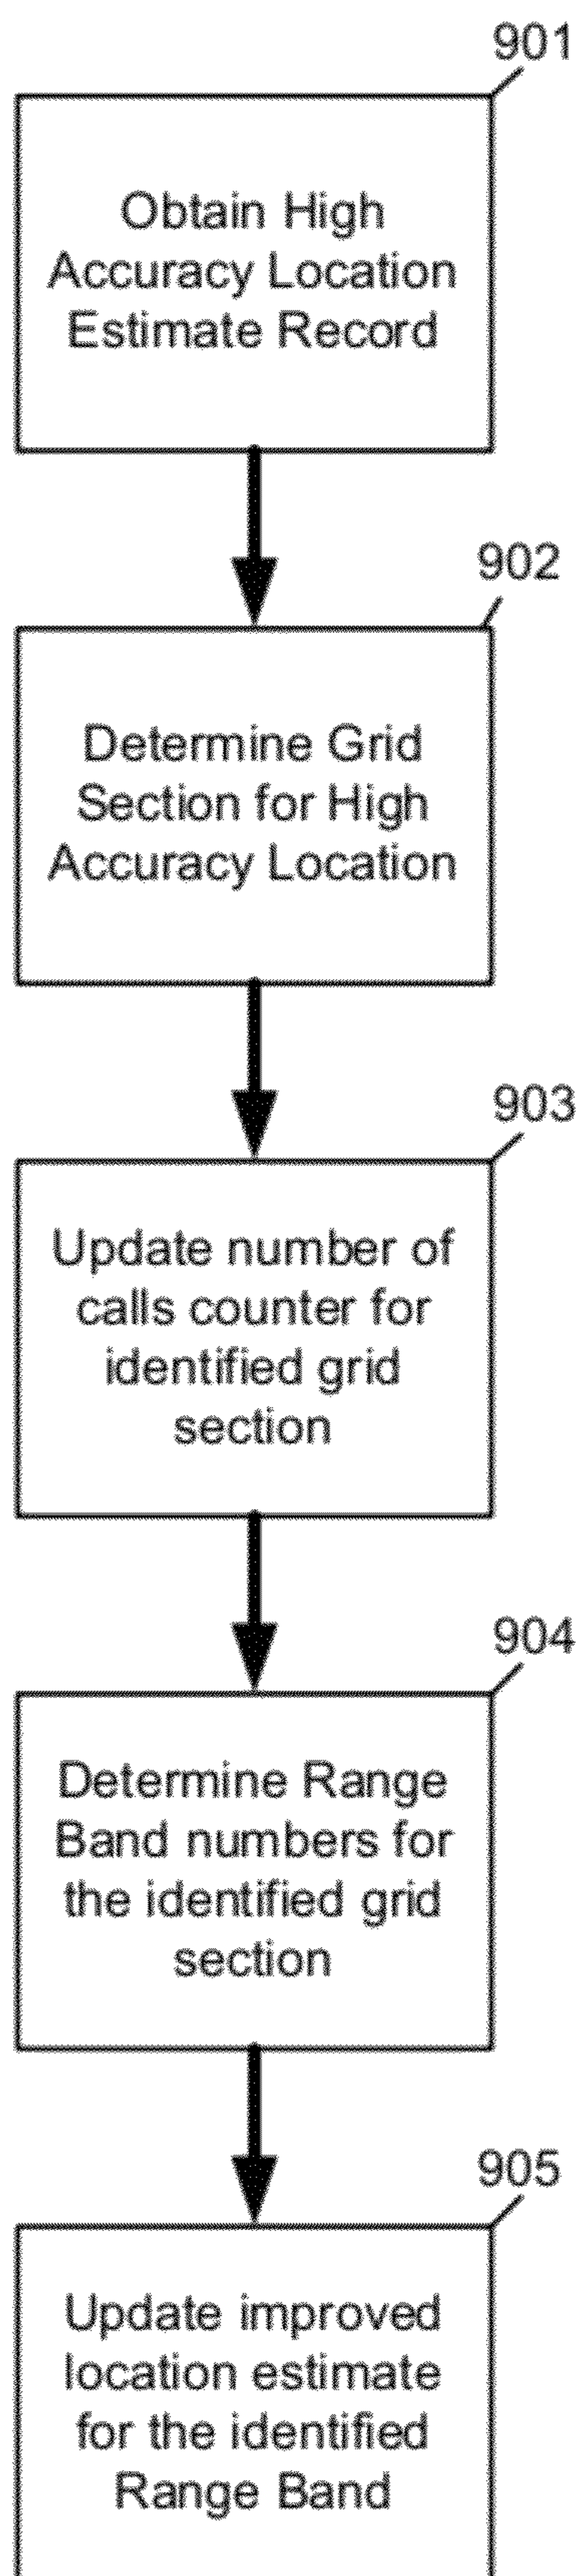 901
Obtain High
Accuracy Location
Estimate Record
902
Determine Grid
Section for High
Accuracy Location
903
Update number of
calls counter for
identified grid
section
904
Determine Range
Band numbers for
the identified grid
section
905
Update improved
location estimate
for the identified
Range Band